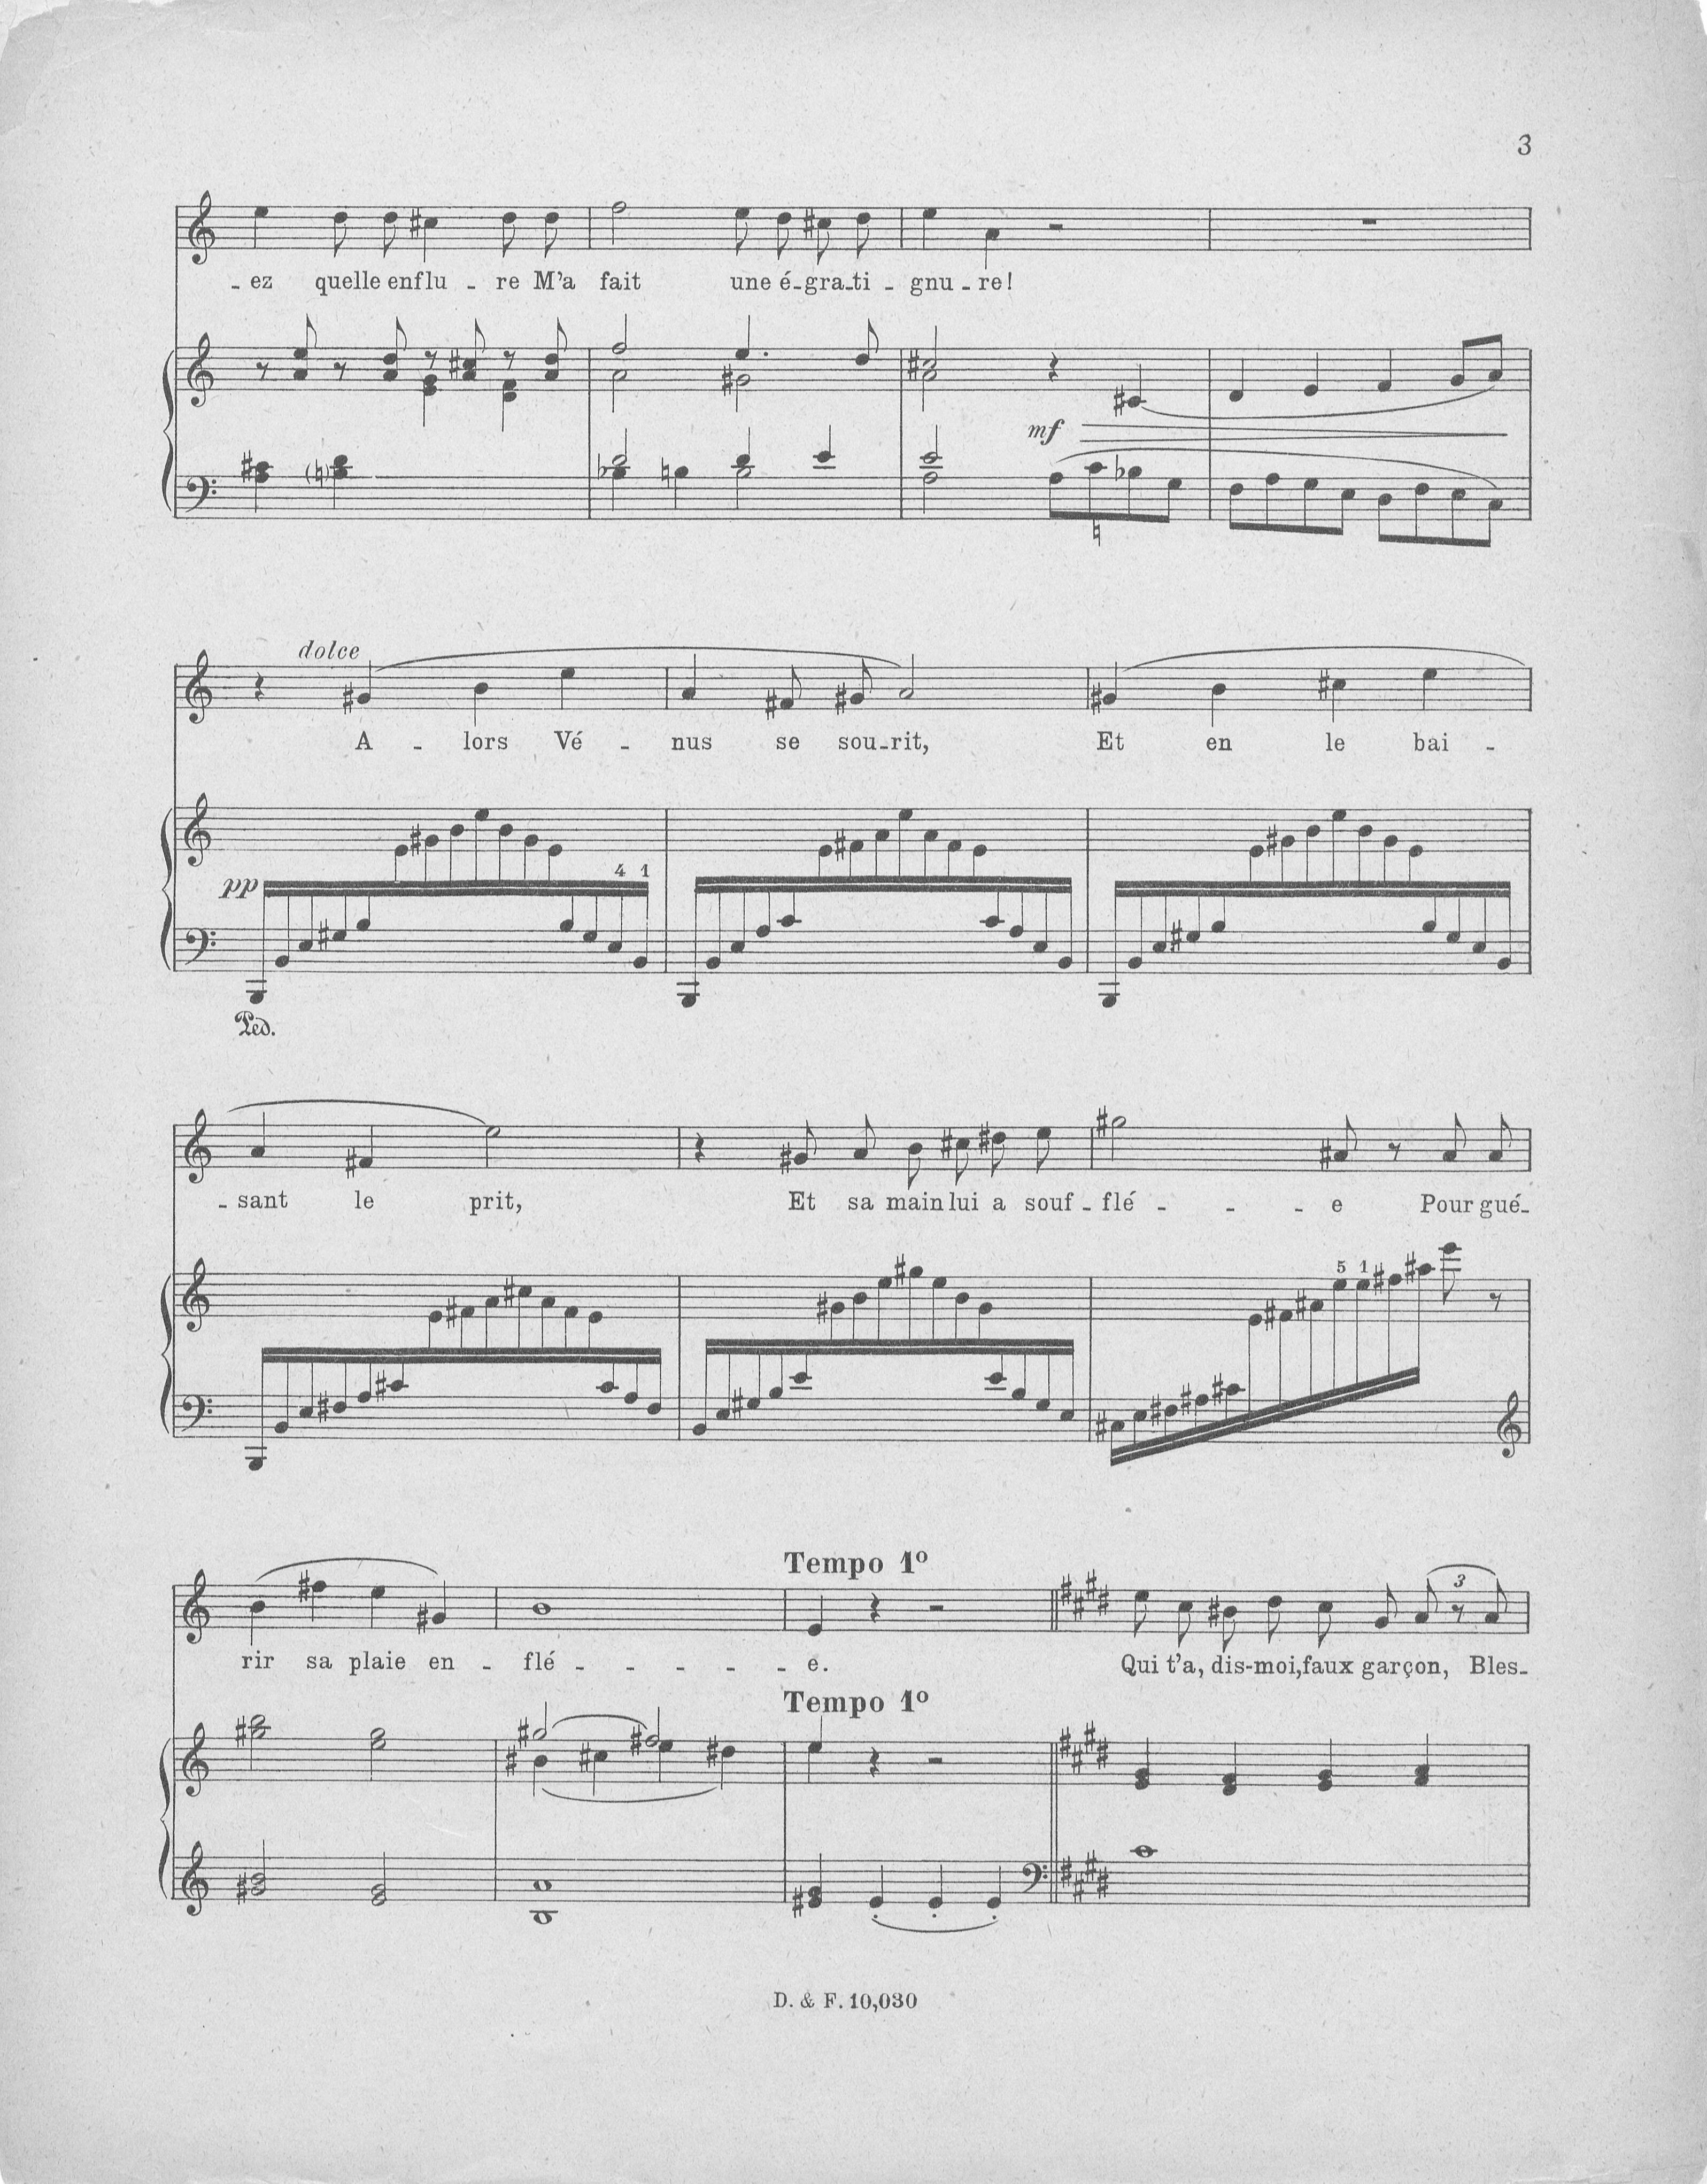 3
- ez quelle enflu - re M'a fait une é-gra-ti - gnu - re!
mf
dolce
A - lors Vé - nus se sou-rit, Et en le bai -
4 1
pp
Ped.
- sant le prit, Et sa main lui a souf - flé - - - e Pour gué-
5 1
Tempo 1º
3
rir sa plaie en - flé - - - - e. Qui t'a, dis-moi, faux garçon, Bles-
Tempo 1º
D. & F. 10,030